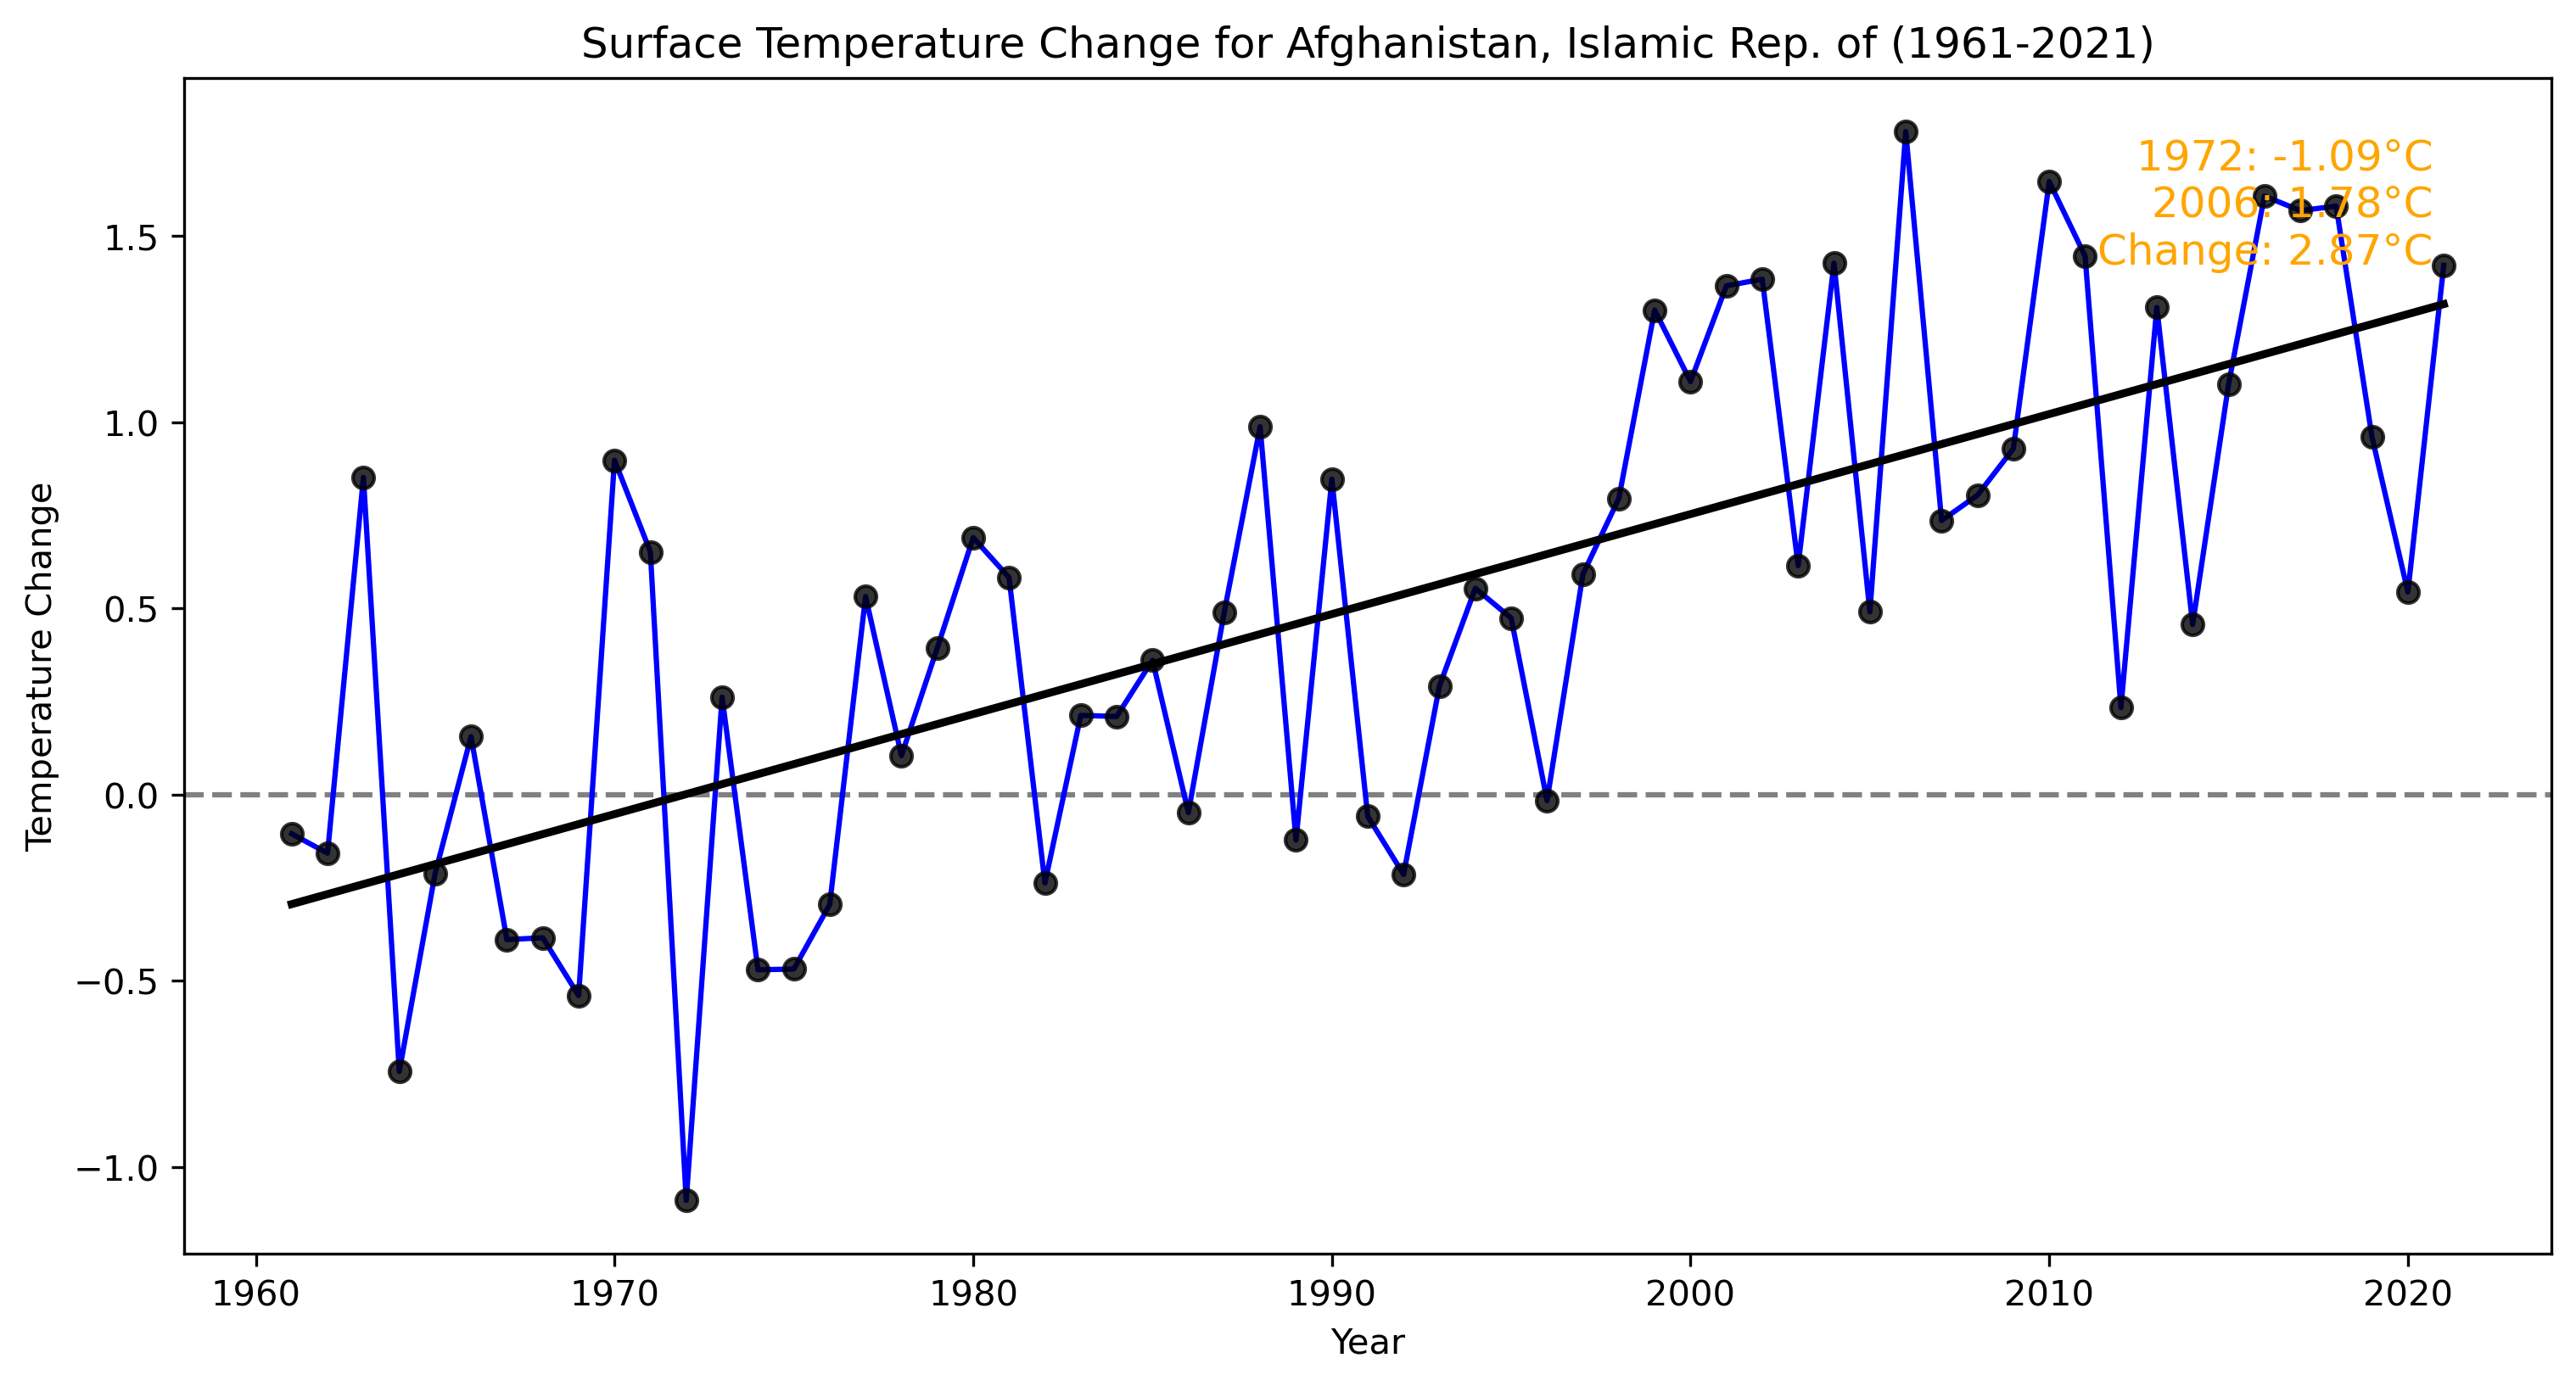 Surface Temperature Change for Afghanistan, Islamic Rep. of (1961-2021)
1972: -1.09°C
2006: 1.78°C
Change: 2.87°C
Temperature Change
1.5
1.0
0.5
0.0
−0.5
−1.0
1960 1970 1980 1990 2000 2010 2020
Year